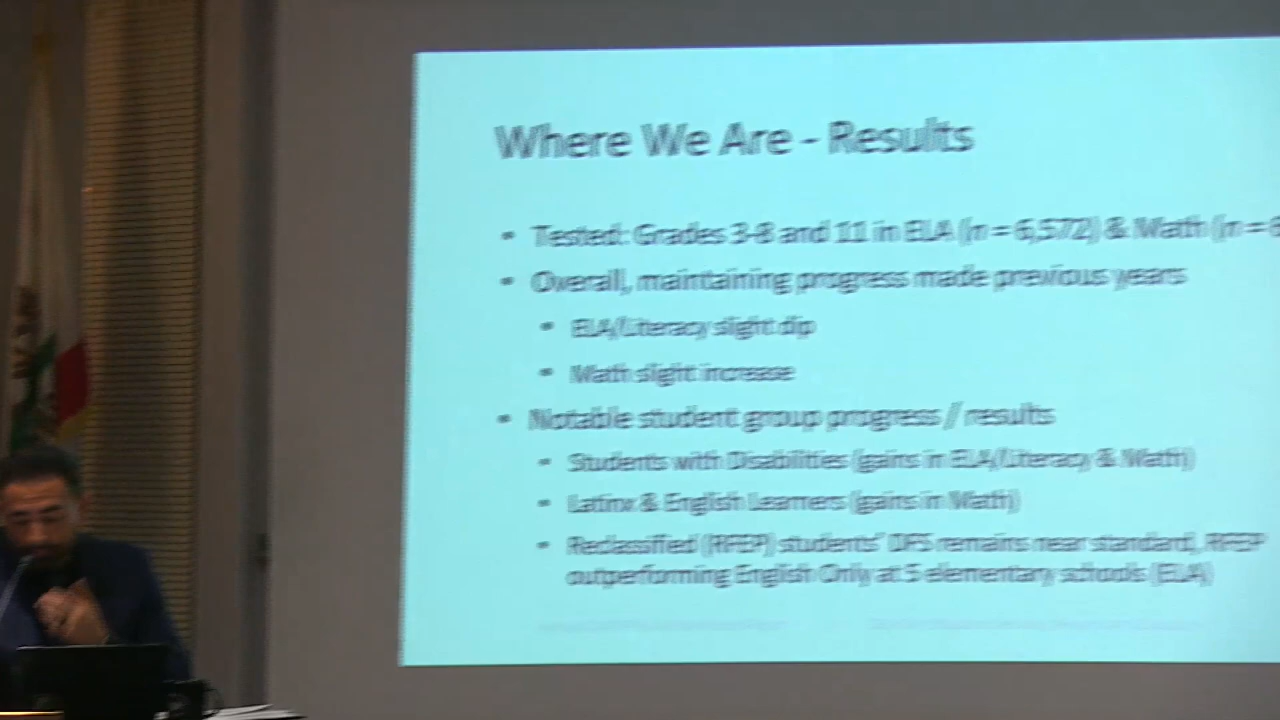 Where We Are - Results
• Tested: Grades 3-8 and 11 in ELA (n = 6,572) & Math (n =
• Overall, maintaining progress made previous years
• ELA/Literacy slight dip
• Math slight increase
• Notable student group progress / results
• Students with Disabilities (gains in ELA/Literacy & Math)
• Latinx & English Learners (gains in Math)
• Reclassified (RFEP) students' DFS remains near standard, RFEP
outperforming English Only at 5 elementary schools (ELA)